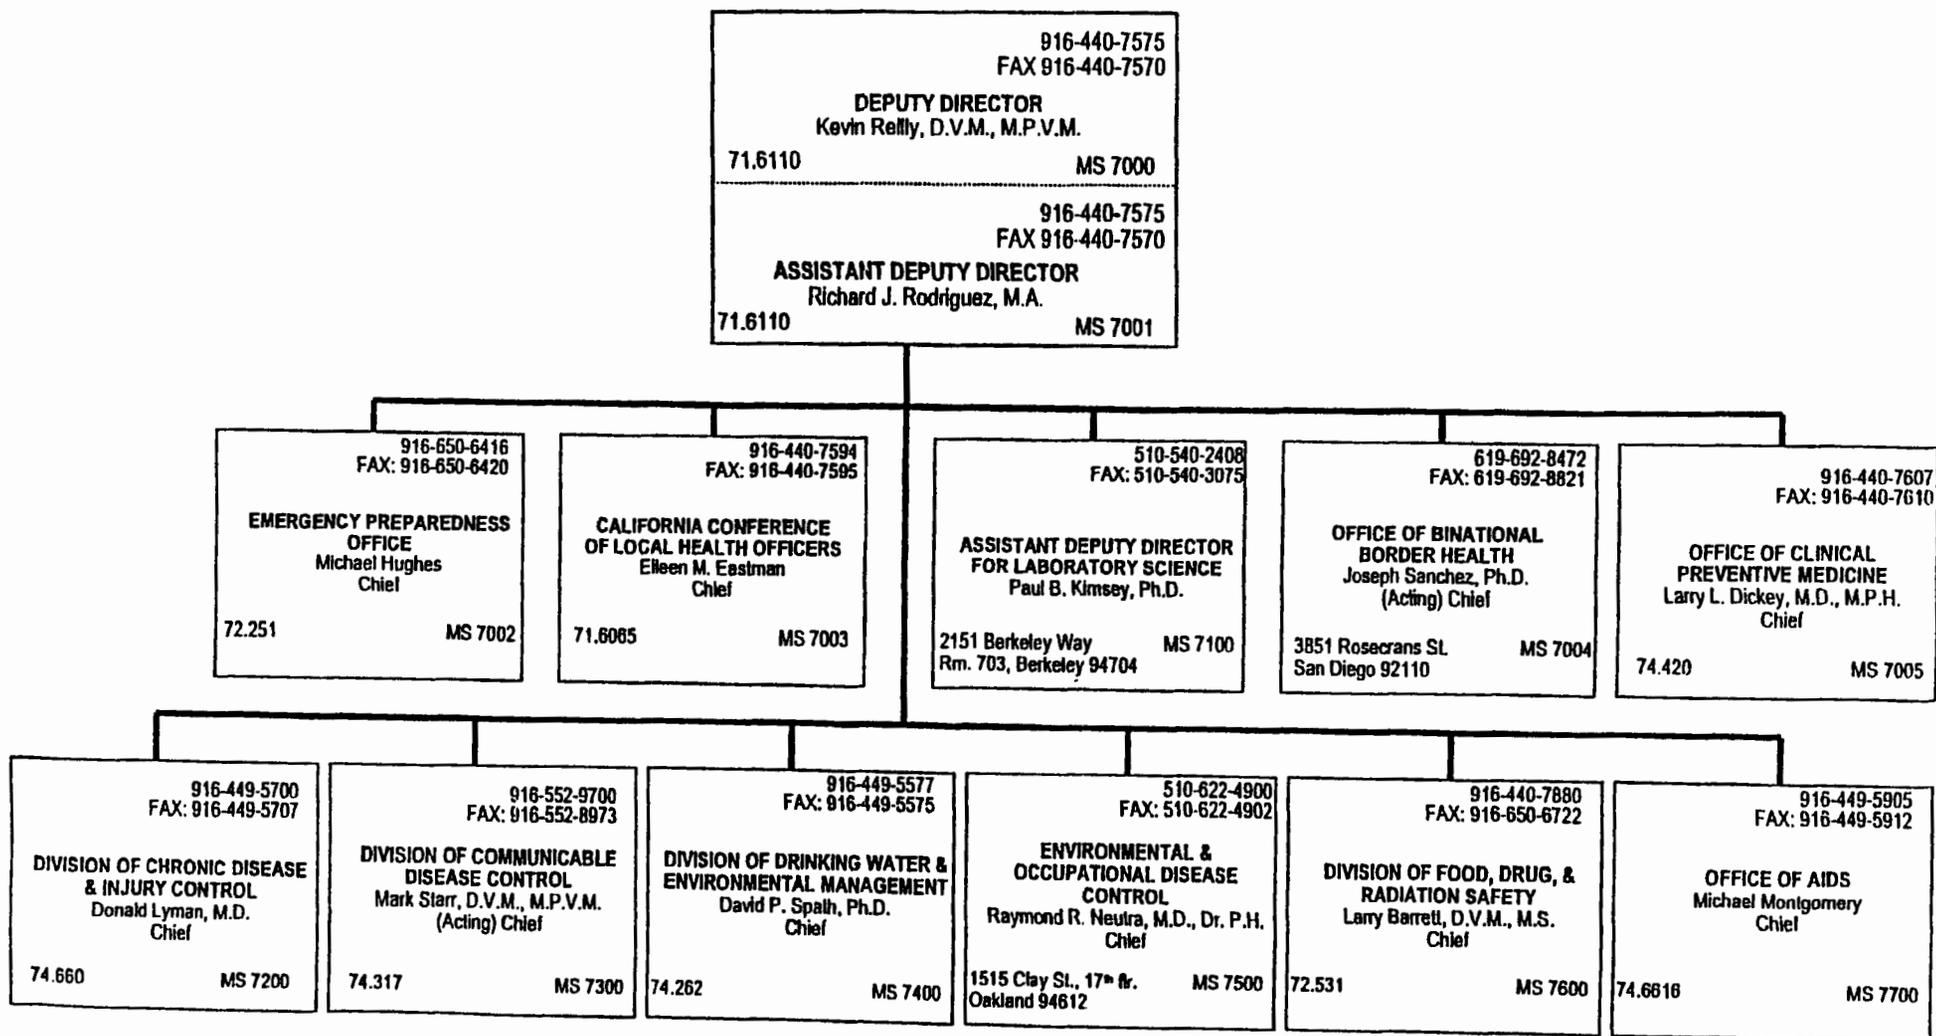 916-440-7575
FAX 916-440-7570
DEPUTY DIRECTOR
Kevin Reilly, D.V.M., M.P.V.M.
71.6110 MS 7000
916-440-7575
FAX 916-440-7570
ASSISTANT DEPUTY DIRECTOR
Richard J. Rodriguez, M.A.
71.6110 MS 7001
916-650-6416
FAX: 916-650-6420
EMERGENCY PREPAREDNESS
OFFICE
Michael Hughes
Chief
72.251 MS 7002
916-440-7594
FAX: 916-440-7595
CALIFORNIA CONFERENCE
OF LOCAL HEALTH OFFICERS
Eileen M. Eastman
Chief
71.6065 MS 7003
510-540-2408
FAX: 510-540-3075
ASSISTANT DEPUTY DIRECTOR
FOR LABORATORY SCIENCE
Paul B. Kimsey, Ph.D.
2151 Berkeley Way MS 7100
Rm. 703, Berkeley 94704
619-692-8472
FAX: 619-692-8821
OFFICE OF BINATIONAL
BORDER HEALTH
Joseph Sanchez, Ph.D.
(Acting) Chief
3851 Rosecrans St. MS 7004
San Diego 92110
916-440-7607
FAX: 916-440-7610
OFFICE OF CLINICAL
PREVENTIVE MEDICINE
Larry L. Dickey, M.D., M.P.H.
Chief
74.420 MS 7005
916-449-5700
FAX: 916-449-5707
DIVISION OF CHRONIC DISEASE
& INJURY CONTROL
Donald Lyman, M.D.
Chief
74.660 MS 7200
916-552-9700
FAX: 916-552-8973
DIVISION OF COMMUNICABLE
DISEASE CONTROL
Mark Starr, D.V.M., M.P.V.M.
(Acting) Chief
74.317 MS 7300
916-449-5577
FAX: 916-449-5575
DIVISION OF DRINKING WATER &
ENVIRONMENTAL MANAGEMENT
David P. Spath, Ph.D.
Chief
74.262 MS 7400
510-622-4900
FAX: 510-622-4902
ENVIRONMENTAL &
OCCUPATIONAL DISEASE
CONTROL
Raymond R. Neutra, M.D., Dr. P.H.
Chief
1515 Clay St., 17th flr. MS 7500
Oakland 94612
916-440-7880
FAX: 916-650-6722
DIVISION OF FOOD, DRUG, &
RADIATION SAFETY
Larry Barrett, D.V.M., M.S.
Chief
72.531 MS 7600
916-449-5905
FAX: 916-449-5912
OFFICE OF AIDS
Michael Montgomery
Chief
74.6616 MS 7700